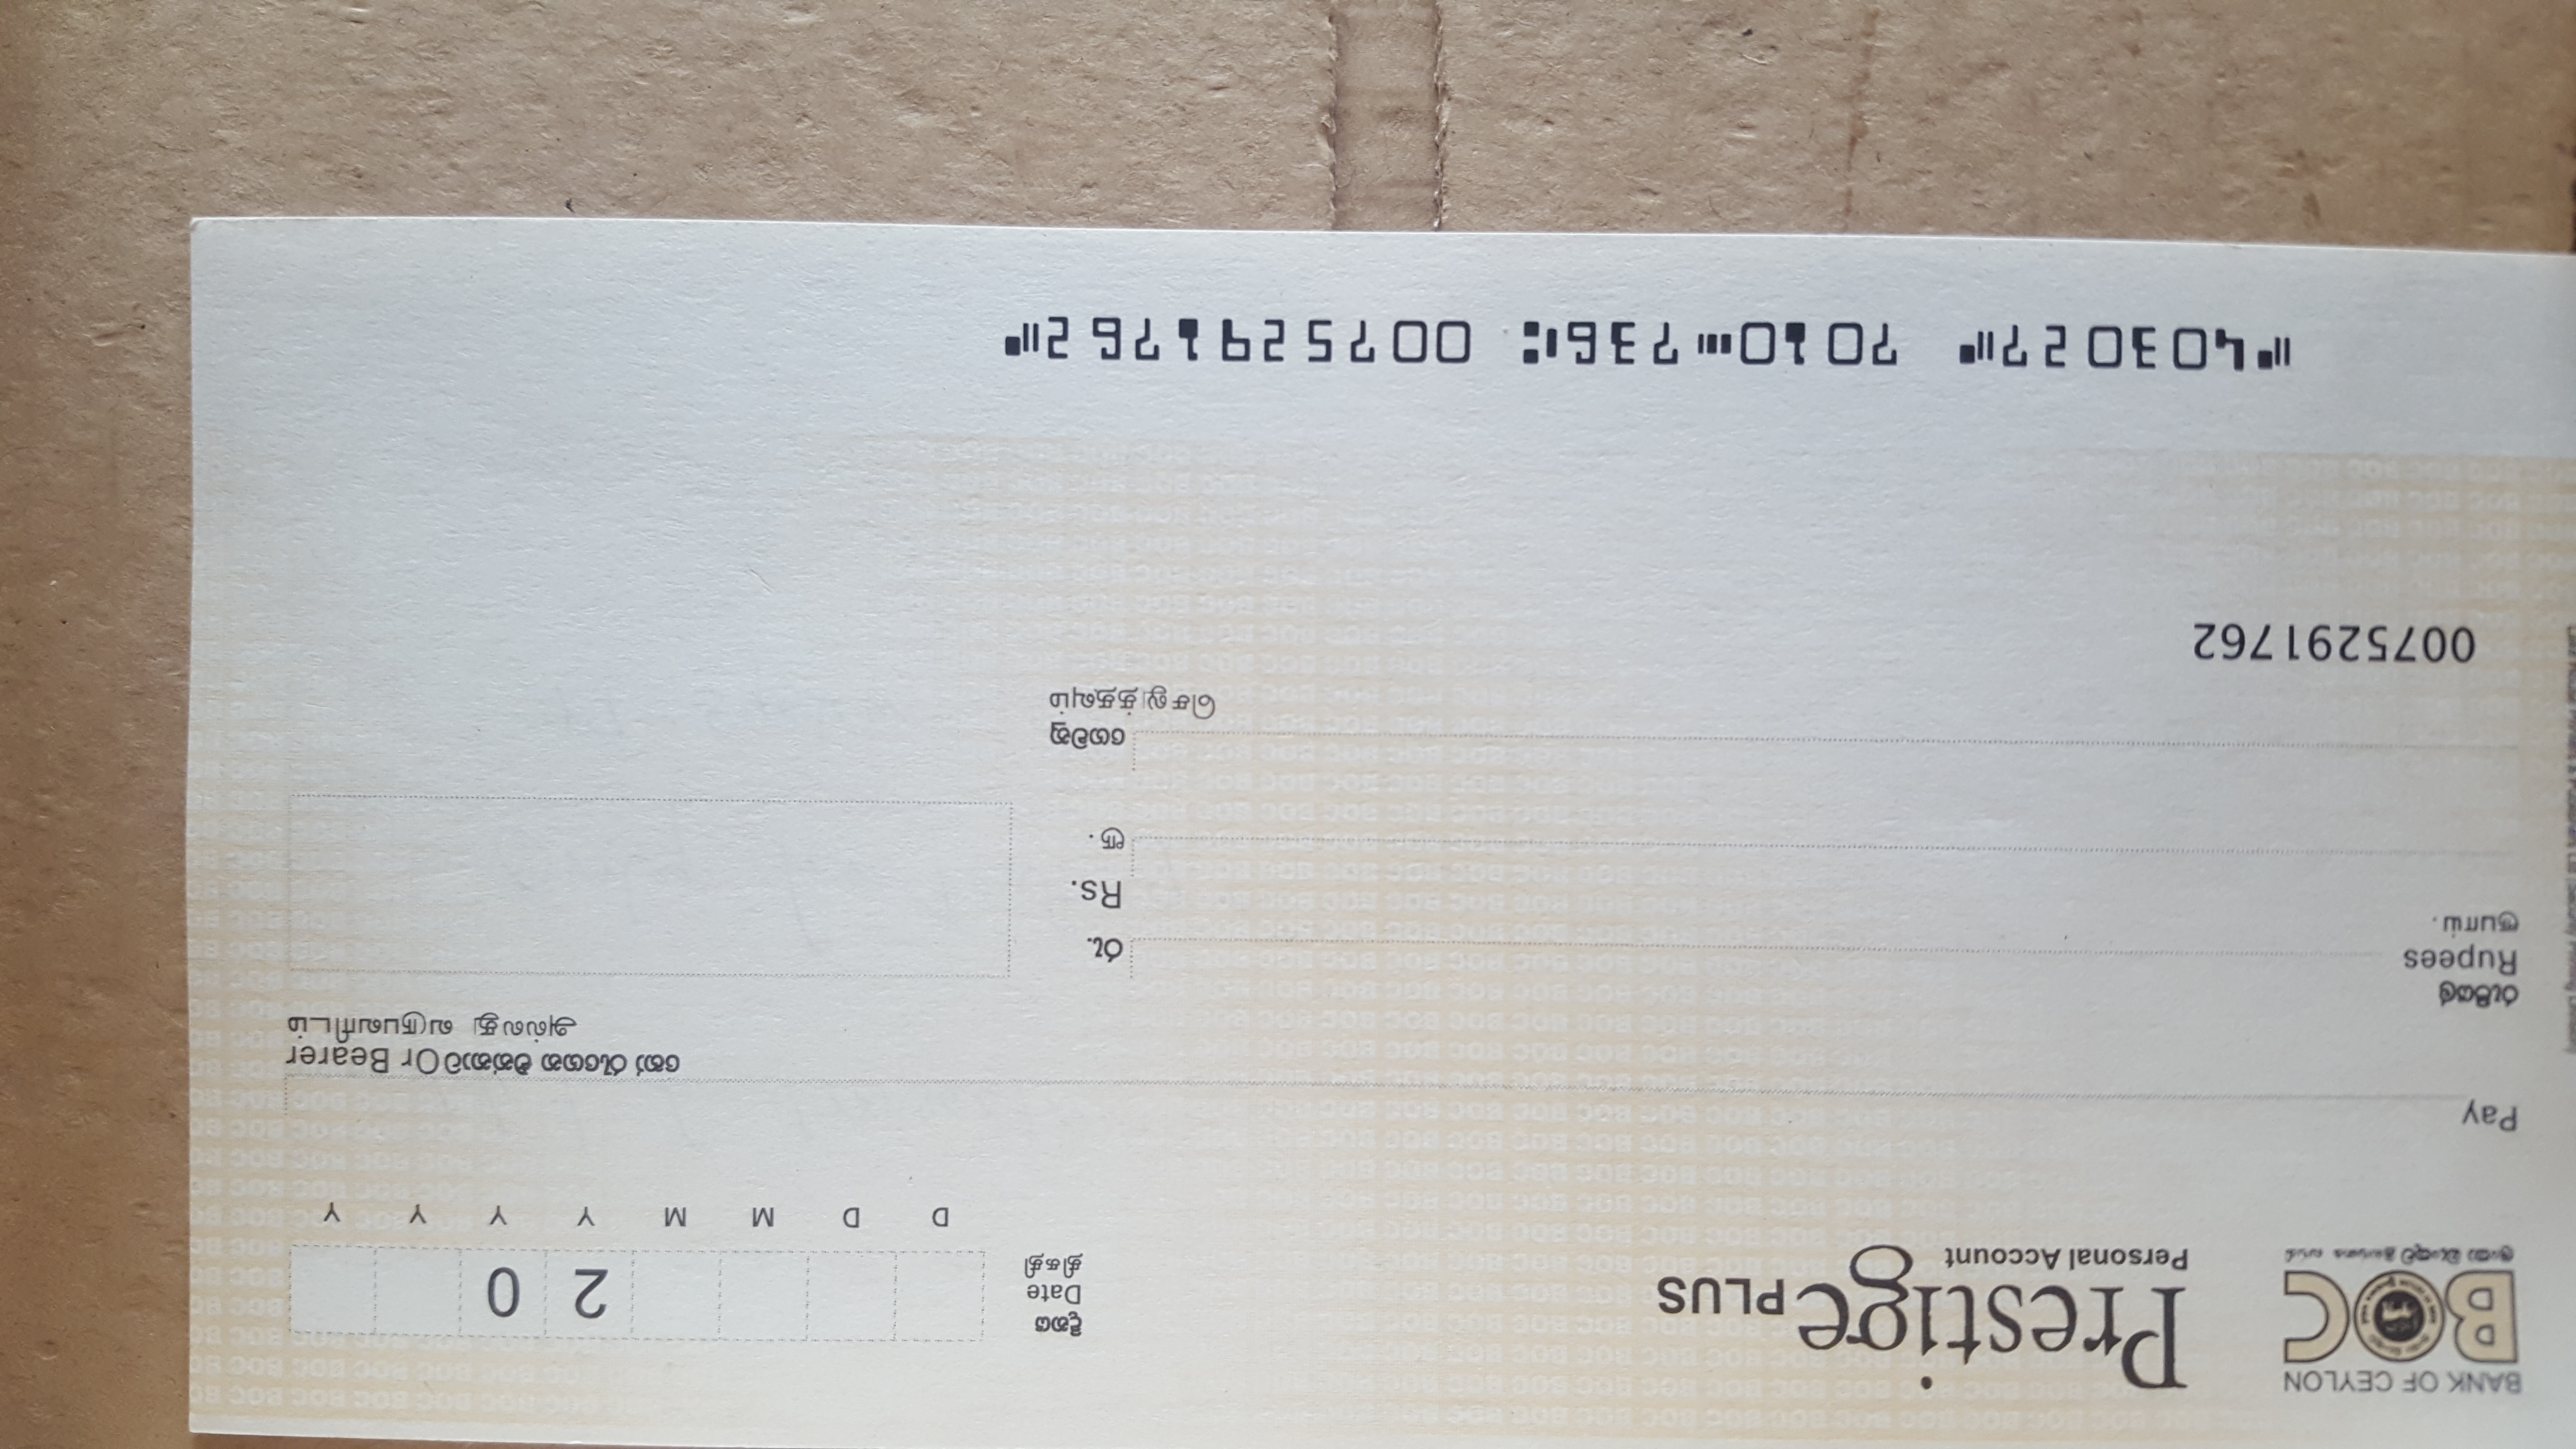 BANK OF CEYLON
BOC
ලංකා බැංකුව இலங்கை வங்கி
Prestige PLUS
Personal Account
දිනය
Date
திகதி
2 0
D D M M Y Y Y Y
Pay
හෝ රැගෙන එන්නාට Or Bearer
அல்லது வருபவரிடம்
රුපියල්
Rupees
ரூபாய்.
රු.
Rs.
ரூ.
ගෙවනු
செலுத்தவும்
0075291762
⑈403027⑈ 7010⑉736⑆ 0075291762⑈